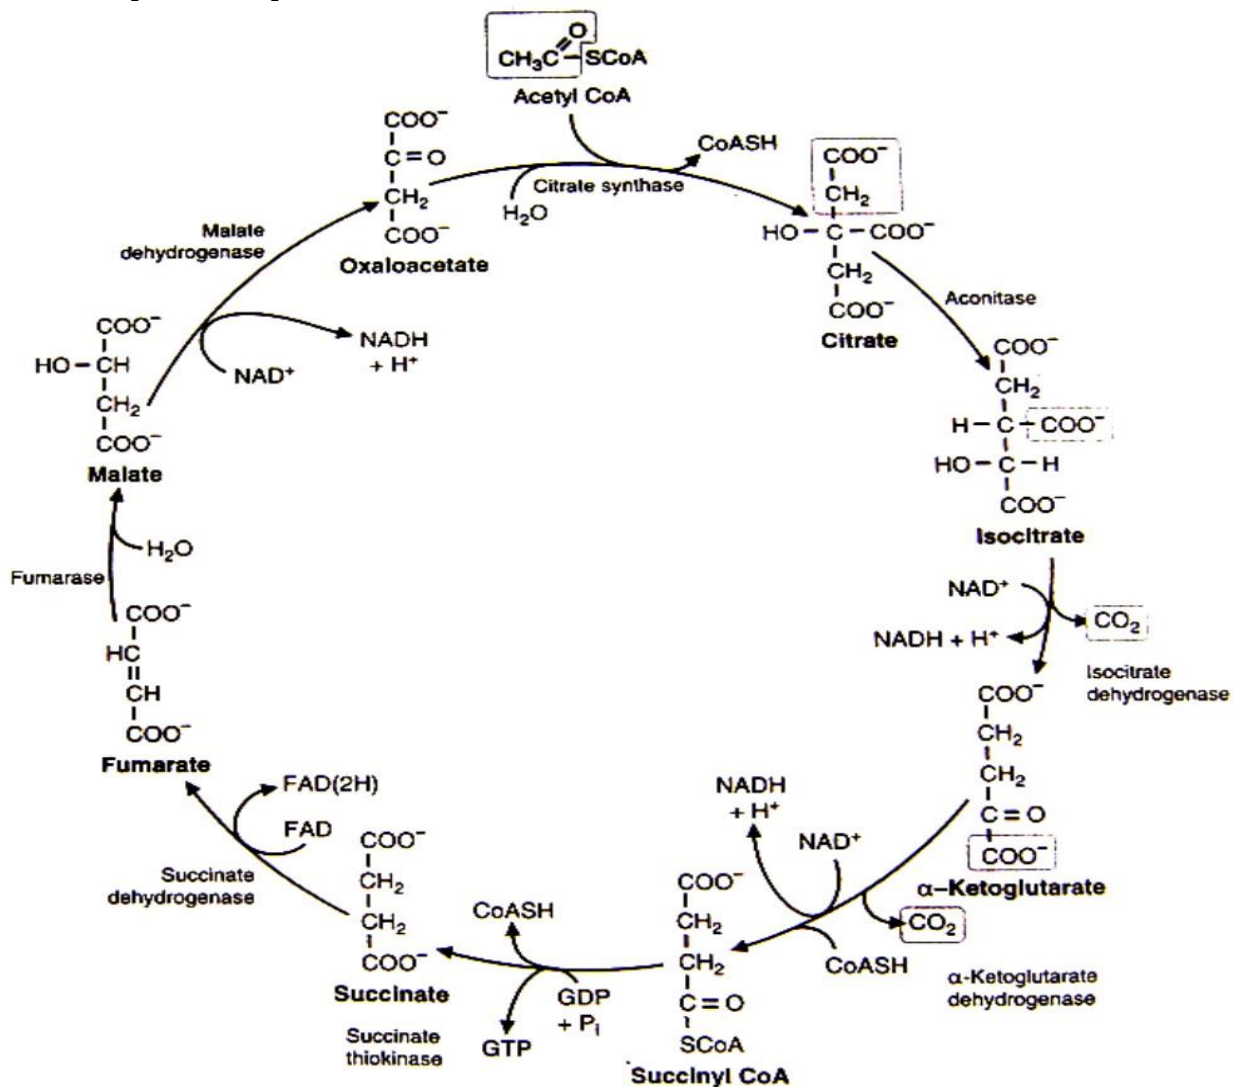 O
CH₃C–SCoA
Acetyl CoA
COO⁻
C=O
CH₂
COO⁻
Oxaloacetate
H₂O
Citrate synthase
CoASH
COO⁻
CH₂
HO–C–COO⁻
CH₂
COO⁻
Citrate
Aconitase
COO⁻
CH₂
H–C–COO⁻
HO–C–H
COO⁻
Isocitrate
NAD⁺
NADH + H⁺
CO₂
Isocitrate
dehydrogenase
COO⁻
CH₂
CH₂
C=O
COO⁻
α–Ketoglutarate
NADH
+ H⁺
NAD⁺
CO₂
CoASH
α-Ketoglutarate
dehydrogenase
COO⁻
CH₂
CH₂
C=O
SCoA
Succinyl CoA
CoASH
GDP
+ Pᵢ
GTP
Succinate
thiokinase
COO⁻
CH₂
CH₂
COO⁻
Succinate
FAD(2H)
FAD
Succinate
dehydrogenase
COO⁻
HC
CH
COO⁻
Fumarate
H₂O
Fumarase
COO⁻
HO–CH
CH₂
COO⁻
Malate
Malate
dehydrogenase
NADH
+ H⁺
NAD⁺